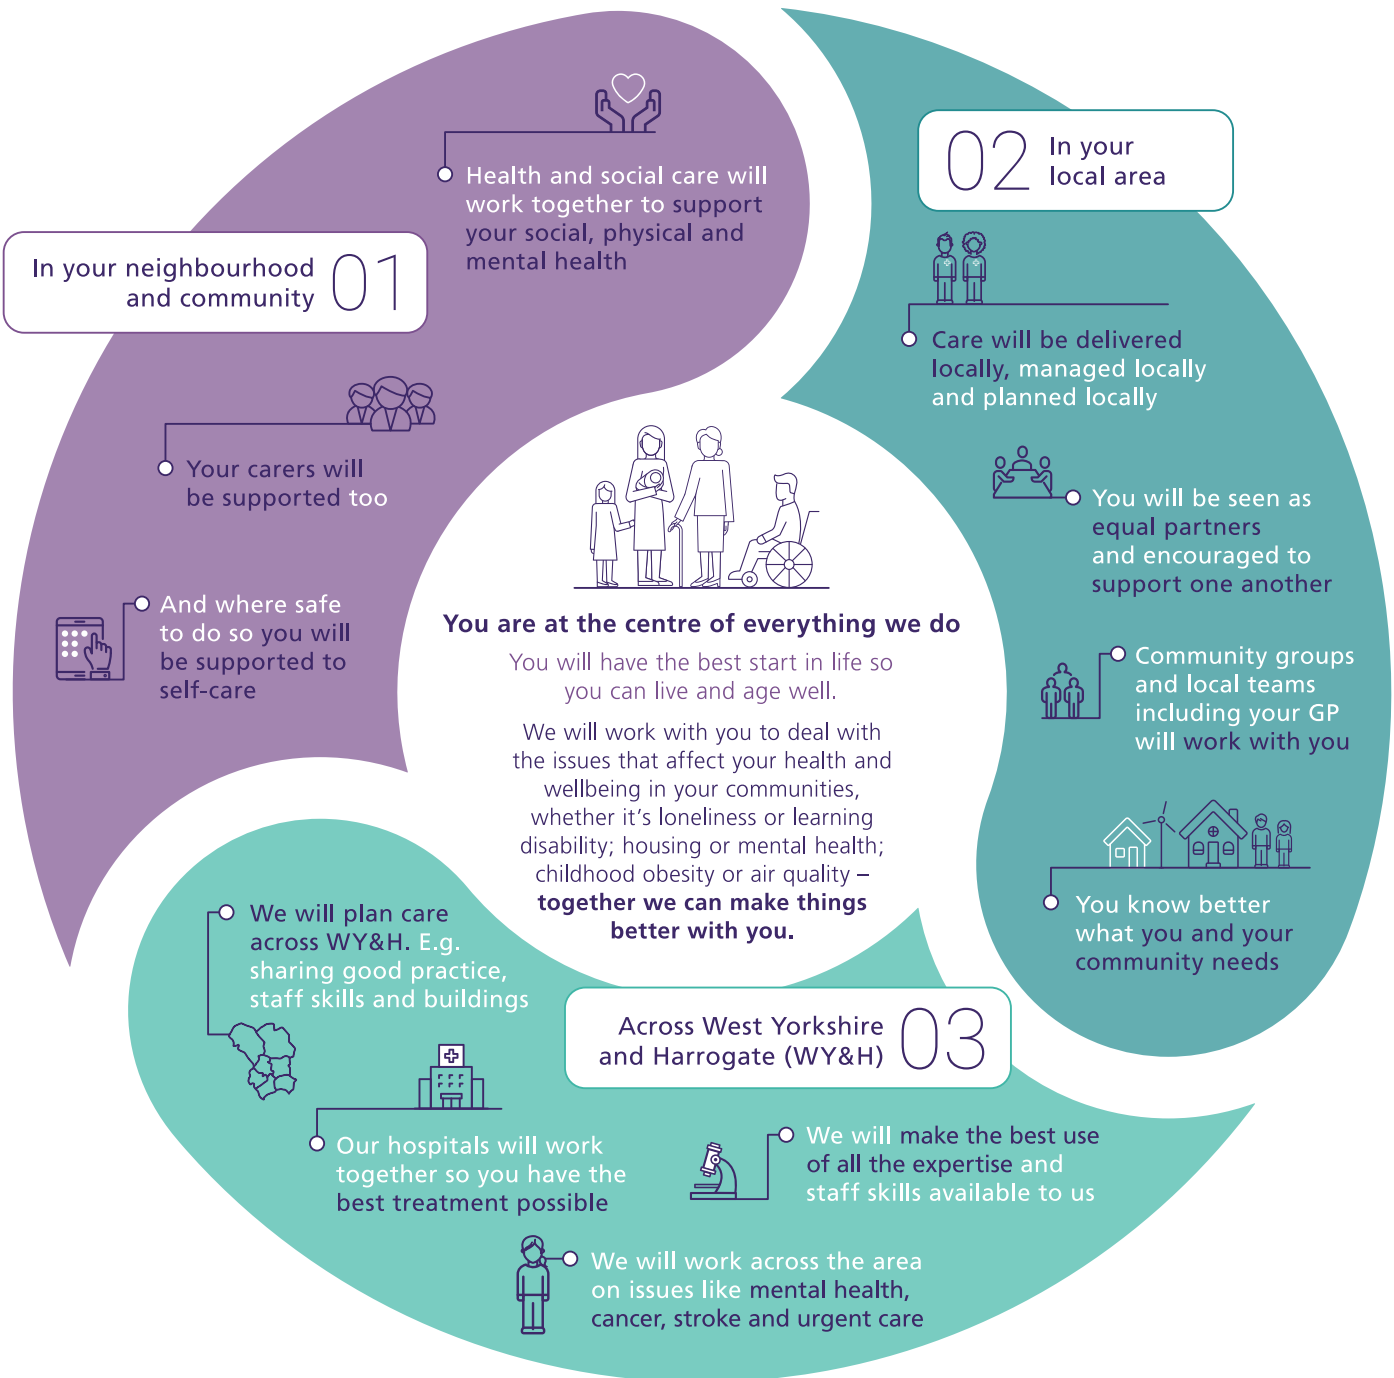 In your neighbourhood
and community
01
Health and social care will
work together to support
your social, physical and
mental health
Your carers will
be supported too
And where safe
to do so you will
be supported to
self-care
02
In your
local area
Care will be delivered
locally, managed locally
and planned locally
You will be seen as
equal partners
and encouraged to
support one another
Community groups
and local teams
including your GP
will work with you
You know better
what you and your
community needs
You are at the centre of everything we do
You will have the best start in life so
you can live and age well.
We will work with you to deal with
the issues that affect your health and
wellbeing in your communities,
whether it's loneliness or learning
disability; housing or mental health;
childhood obesity or air quality –
together we can make things
better with you.
Across West Yorkshire
and Harrogate (WY&H)
03
We will plan care
across WY&H. E.g.
sharing good practice,
staff skills and buildings
Our hospitals will work
together so you have the
best treatment possible
We will make the best use
of all the expertise and
staff skills available to us
We will work across the area
on issues like mental health,
cancer, stroke and urgent care